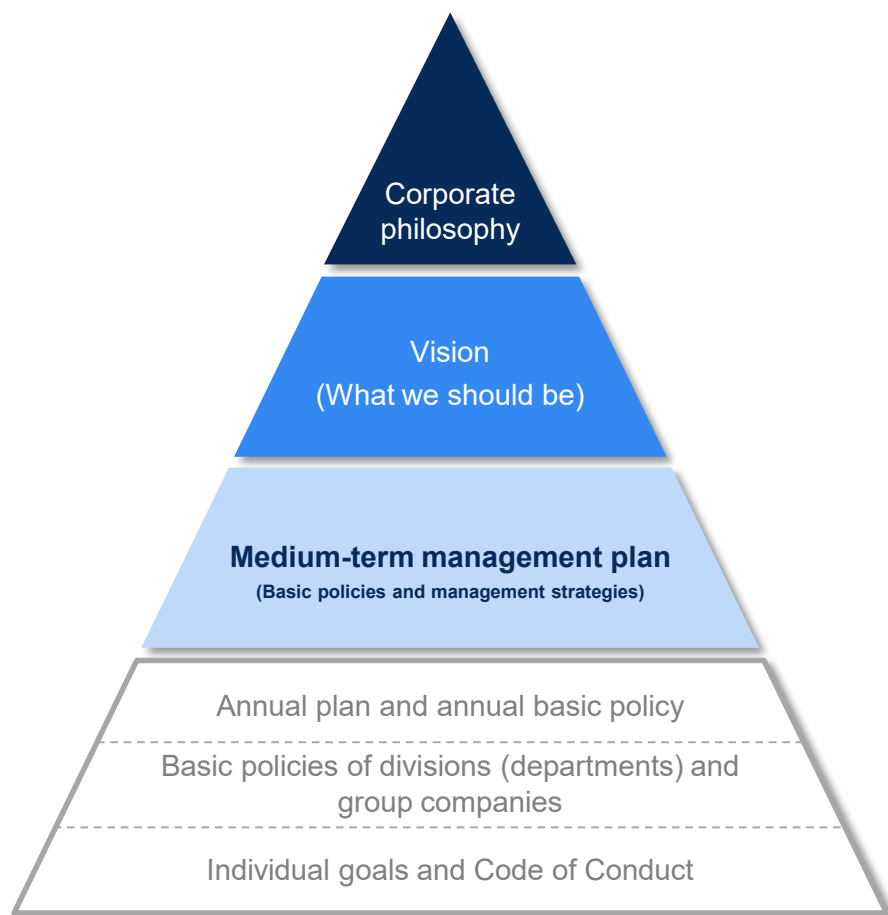 Corporate
philosophy
Vision
(What we should be)
Medium-term management plan
(Basic policies and management strategies)
Annual plan and annual basic policy
Basic policies of divisions (departments) and
group companies
Individual goals and Code of Conduct